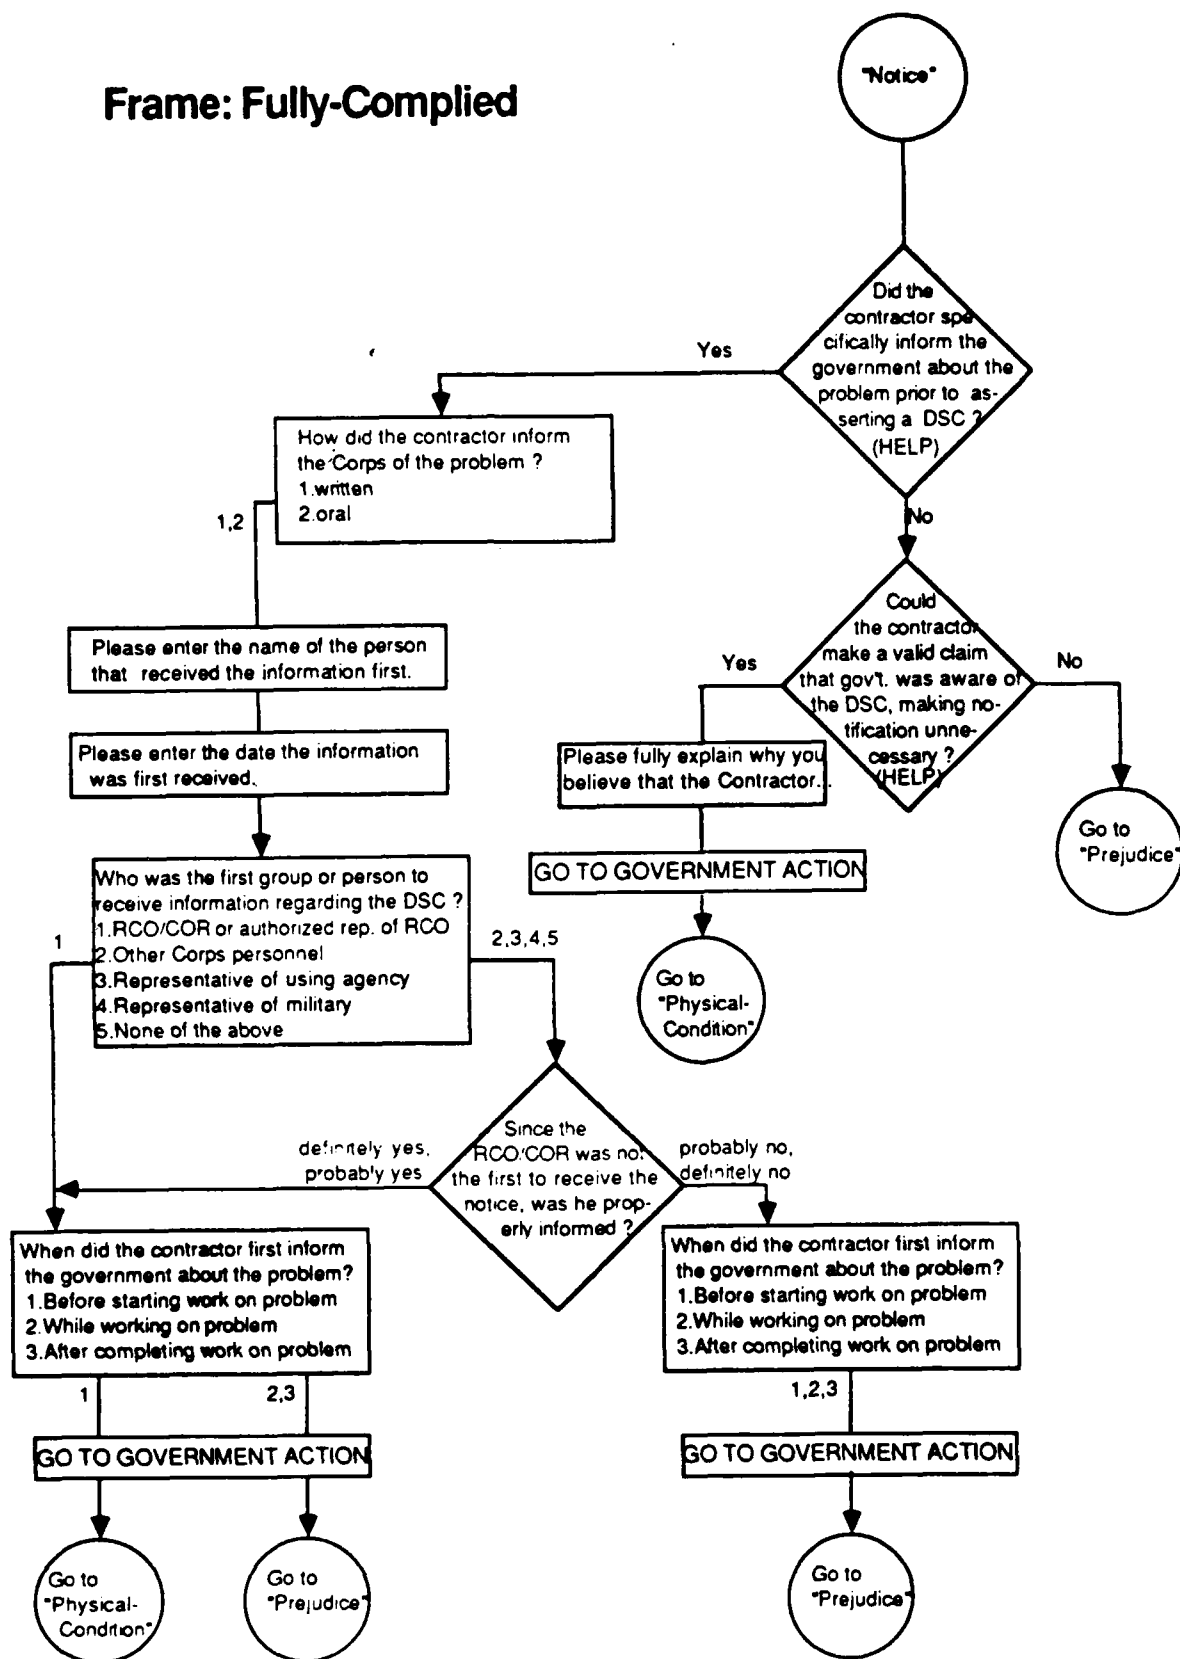 Frame: Fully-Complied
"Notice"
Did the
contractor spe
cifically inform the
government about the
problem prior to as-
serting a DSC ?
(HELP)
Yes
No
How did the contractor inform
the Corps of the problem ?
1.written
2.oral
1,2
Could
the contractor
make a valid claim
that gov't. was aware of
the DSC, making no-
tification unne-
cessary ?
(HELP)
Yes
No
Please enter the name of the person
that received the information first.
Please enter the date the information
was first received.
Please fully explain why you
believe that the Contractor...
Go to
"Prejudice"
GO TO GOVERNMENT ACTION
Who was the first group or person to
receive information regarding the DSC ?
1.RCO/COR or authorized rep. of RCO
2.Other Corps personnel
3.Representative of using agency
4.Representative of military
5.None of the above
1
2,3,4,5
Go to
"Physical-
Condition"
Since the
RCO/COR was not
the first to receive the
notice, was he prop-
erly informed ?
definitely yes,
probably yes
probably no,
definitely no
When did the contractor first inform
the government about the problem?
1.Before starting work on problem
2.While working on problem
3.After completing work on problem
When did the contractor first inform
the government about the problem?
1.Before starting work on problem
2.While working on problem
3.After completing work on problem
1
2,3
1,2,3
GO TO GOVERNMENT ACTION
GO TO GOVERNMENT ACTION
Go to
"Physical-
Condition"
Go to
"Prejudice"
Go to
"Prejudice"